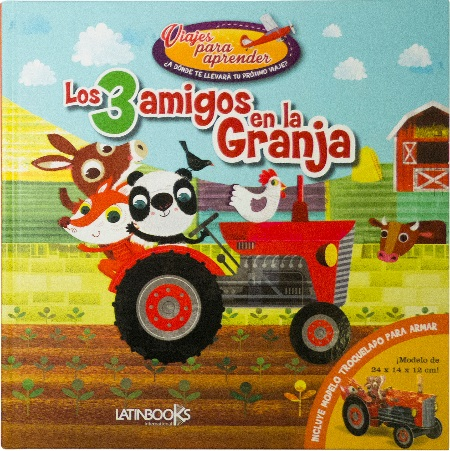 Viajes
para
aprender
¿A DÓNDE TE LLEVARÁ TU PRÓXIMO VIAJE?
Los 3 amigos
en la
Granja
INCLUYE MODELO TROQUELADO PARA ARMAR
¡Modelo de
24 x 14 x 12 cm!
LATINBOOKS
international